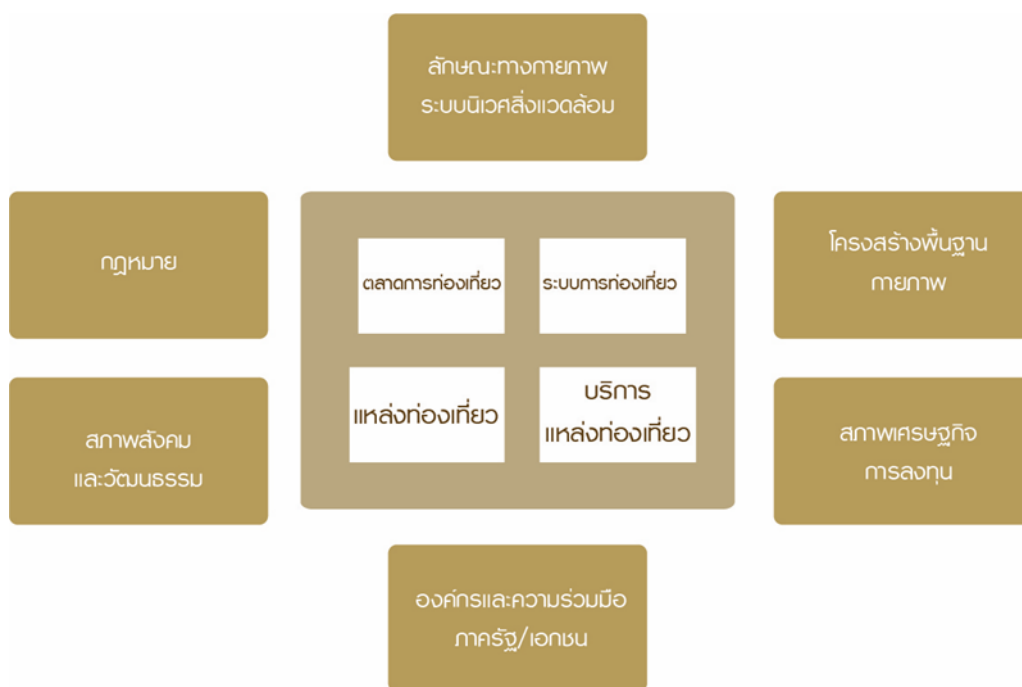 ลักษณะทางกายภาพ
ระบบนิเวศสิ่งแวดล้อม
กฎหมาย
ตลาดการท่องเที่ยว
ระบบการท่องเที่ยว
โครงสร้างพื้นฐาน
กายภาพ
แหล่งท่องเที่ยว
บริการ
แหล่งท่องเที่ยว
สภาพสังคม
และวัฒนธรรม
สภาพเศรษฐกิจ
การลงทุน
องค์กรและความร่วมมือ
ภาครัฐ/เอกชน